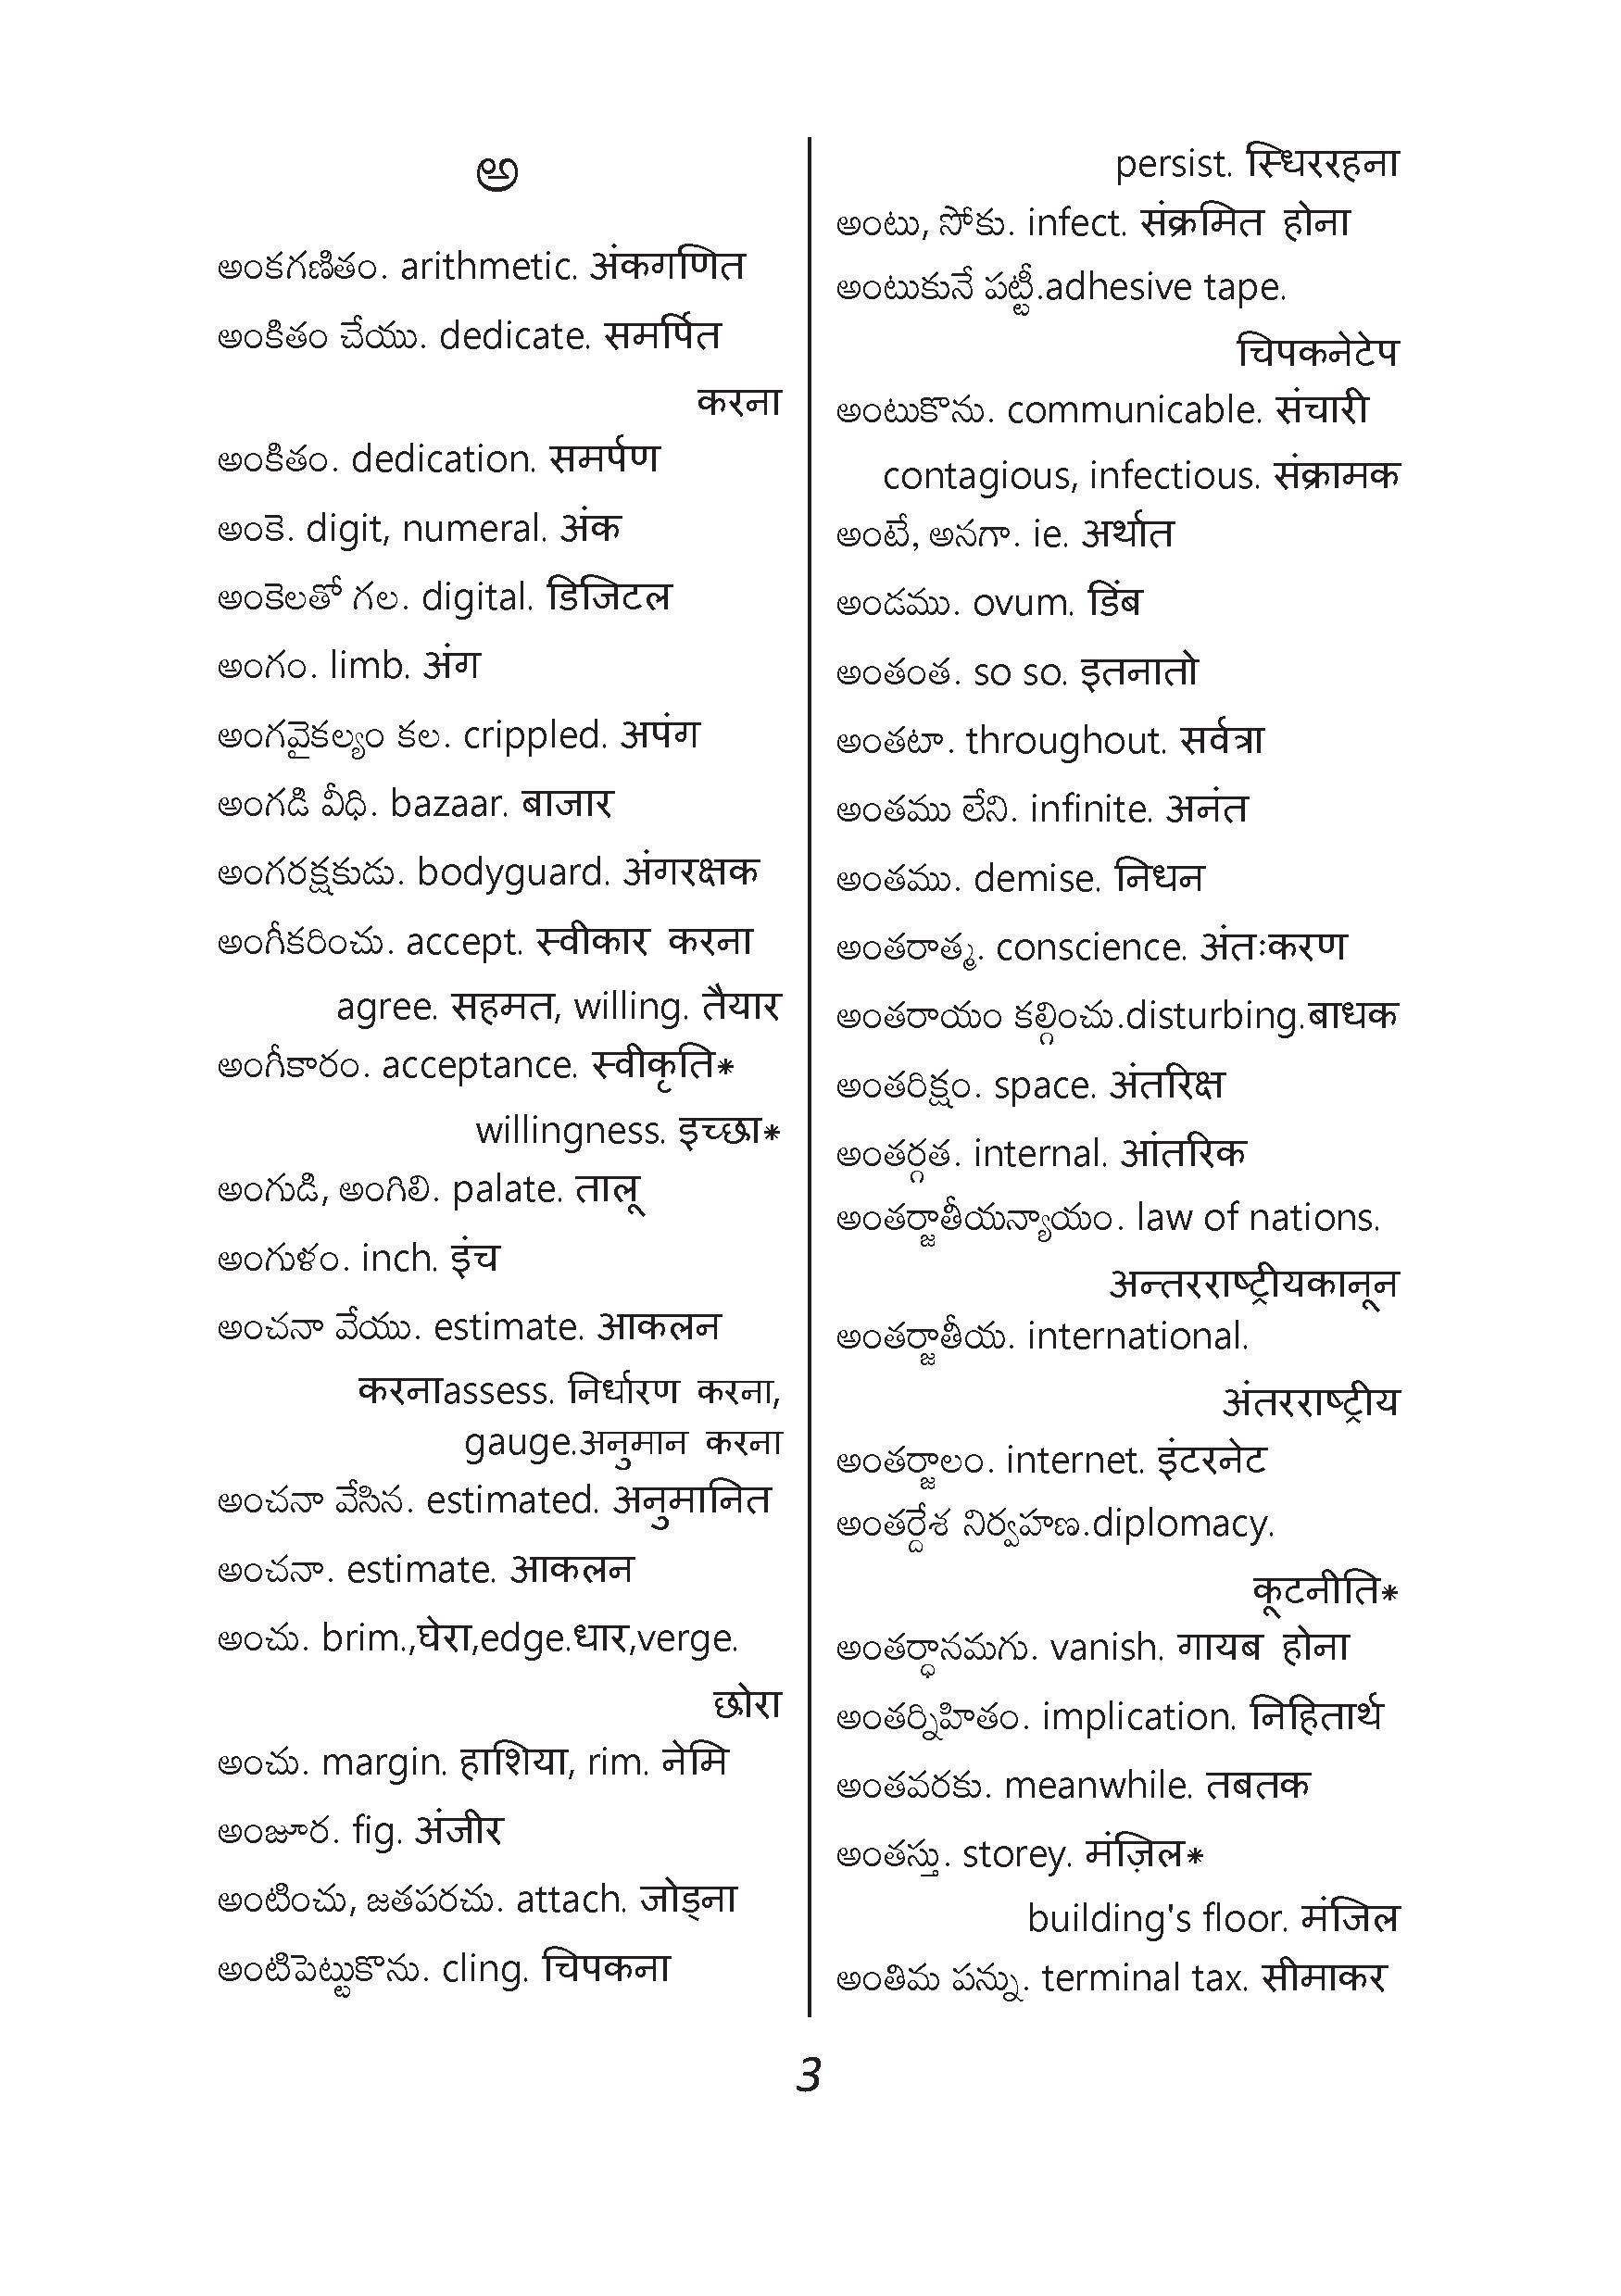 అ
అంకగణితం. arithmetic. अंकगणित
అంకితం చేయు. dedicate. समर्पित
करना
అంకితం. dedication. समर्पण
అంకె. digit, numeral. अंक
అంకెలతో గల. digital. डिजिटल
అంగం. limb. अंग
అంగవైకల్యం కల. crippled. अपंग
అంగడి వీధి. bazaar. बाजार
అంగరక్షకుడు. bodyguard. अंगरक्षक
అంగీకరించు. accept. स्वीकार करना
agree. सहमत, willing. तैयार
అంగీకారం. acceptance. स्वीकृति*
willingness. इच्छा*
అంగుడి, అంగిలి. palate. तालू
అంగుళం. inch. इंच
అంచనా వేయు. estimate. आकलन
करनाassess. निर्धारण करना,
gauge.अनुमान करना
అంచనా వేసిన. estimated. अनुमानित
అంచనా. estimate. आकलन
అంచు. brim.,घेरा,edge.धार,verge.
छोरा
అంచు. margin. हाशिया, rim. नेमि
అంజూర. fig. अंजीर
అంటించు, జతపరచు. attach. जोड्ना
అంటిపెట్టుకొను. cling. चिपकना
persist. स्धिररहना
అంటు, సోకు. infect. संक्रमित होना
అంటుకునే పట్టీ.adhesive tape.
चिपकनेटेप
అంటుకొను. communicable. संचारी
contagious, infectious. संक्रामक
అంటే, అనగా. ie. अर्थात
అండము. ovum. डिंब
అంతంత. so so. इतनातो
అంతటా. throughout. सर्वत्रा
అంతము లేని. infinite. अनंत
అంతము. demise. निधन
అంతరాత్మ. conscience. अंतःकरण
అంతరాయం కల్గించు.disturbing.बाधक
అంతరిక్షం. space. अंतरिक्ष
అంతర్గత. internal. आंतरिक
అంతర్జాతీయన్యాయం. law of nations.
अन्तरराष्ट्रीयकानून
అంతర్జాతీయ. international.
अंतरराष्ट्रीय
అంతర్జాలం. internet. इंटरनेट
అంతర్దేశ నిర్వహణ.diplomacy.
कूटनीति*
అంతర్ధానమగు. vanish. गायब होना
అంతర్నిహితం. implication. निहितार्थ
అంతవరకు. meanwhile. तबतक
అంతస్తు. storey. मंज़िल*
building's floor. मंजिल
అంతిమ పన్ను. terminal tax. सीमाकर
3